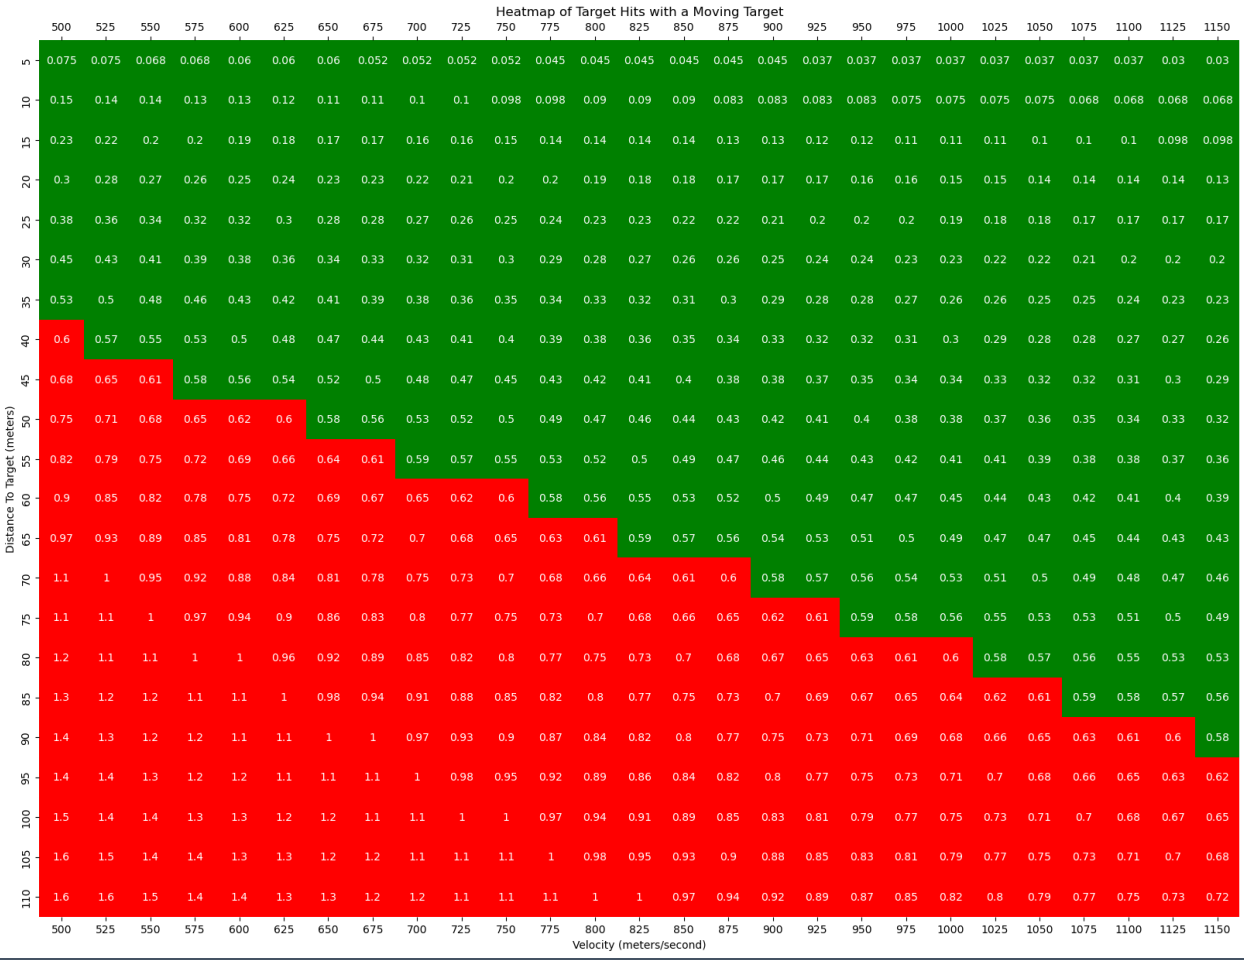 Heatmap of Target Hits with a Moving Target
500 525 550 575 600 625 650 675 700 725 750 775 800 825 850 875 900 925 950 975 1000 1025 1050 1075 1100 1125 1150
5 0.075 0.075 0.068 0.068 0.06 0.06 0.06 0.052 0.052 0.052 0.052 0.045 0.045 0.045 0.045 0.045 0.045 0.037 0.037 0.037 0.037 0.037 0.037 0.037 0.037 0.03 0.03
10 0.15 0.14 0.14 0.13 0.13 0.12 0.11 0.11 0.1 0.1 0.098 0.098 0.09 0.09 0.09 0.083 0.083 0.083 0.083 0.075 0.075 0.075 0.075 0.068 0.068 0.068 0.068
15 0.23 0.22 0.2 0.2 0.19 0.18 0.17 0.17 0.16 0.16 0.15 0.14 0.14 0.14 0.14 0.13 0.13 0.12 0.12 0.11 0.11 0.11 0.1 0.1 0.1 0.098 0.098
20 0.3 0.28 0.27 0.26 0.25 0.24 0.23 0.23 0.22 0.21 0.2 0.2 0.19 0.18 0.18 0.17 0.17 0.17 0.16 0.16 0.15 0.15 0.14 0.14 0.14 0.14 0.13
25 0.38 0.36 0.34 0.32 0.32 0.3 0.28 0.28 0.27 0.26 0.25 0.24 0.23 0.23 0.22 0.22 0.21 0.2 0.2 0.2 0.19 0.18 0.18 0.17 0.17 0.17 0.17
30 0.45 0.43 0.41 0.39 0.38 0.36 0.34 0.33 0.32 0.31 0.3 0.29 0.28 0.27 0.26 0.26 0.25 0.24 0.24 0.23 0.23 0.22 0.22 0.21 0.2 0.2 0.2
35 0.53 0.5 0.48 0.46 0.43 0.42 0.41 0.39 0.38 0.36 0.35 0.34 0.33 0.32 0.31 0.3 0.29 0.28 0.28 0.27 0.26 0.26 0.25 0.25 0.24 0.23 0.23
40 0.6 0.57 0.55 0.53 0.5 0.48 0.47 0.44 0.43 0.41 0.4 0.39 0.38 0.36 0.35 0.34 0.33 0.32 0.32 0.31 0.3 0.29 0.28 0.28 0.27 0.27 0.26
45 0.68 0.65 0.61 0.58 0.56 0.54 0.52 0.5 0.48 0.47 0.45 0.43 0.42 0.41 0.4 0.38 0.38 0.37 0.35 0.34 0.34 0.33 0.32 0.32 0.31 0.3 0.29
50 0.75 0.71 0.68 0.65 0.62 0.6 0.58 0.56 0.53 0.52 0.5 0.49 0.47 0.46 0.44 0.43 0.42 0.41 0.4 0.38 0.38 0.37 0.36 0.35 0.34 0.33 0.32
55 0.82 0.79 0.75 0.72 0.69 0.66 0.64 0.61 0.59 0.57 0.55 0.53 0.52 0.5 0.49 0.47 0.46 0.44 0.43 0.42 0.41 0.41 0.39 0.38 0.38 0.37 0.36
60 0.9 0.85 0.82 0.78 0.75 0.72 0.69 0.67 0.65 0.62 0.6 0.58 0.56 0.55 0.53 0.52 0.5 0.49 0.47 0.47 0.45 0.44 0.43 0.42 0.41 0.4 0.39
65 0.97 0.93 0.89 0.85 0.81 0.78 0.75 0.72 0.7 0.68 0.65 0.63 0.61 0.59 0.57 0.56 0.54 0.53 0.51 0.5 0.49 0.47 0.47 0.45 0.44 0.43 0.43
70 1.1 1 0.95 0.92 0.88 0.84 0.81 0.78 0.75 0.73 0.7 0.68 0.66 0.64 0.61 0.6 0.58 0.57 0.56 0.54 0.53 0.51 0.5 0.49 0.48 0.47 0.46
75 1.1 1.1 1 0.97 0.94 0.9 0.86 0.83 0.8 0.77 0.75 0.73 0.7 0.68 0.66 0.65 0.62 0.61 0.59 0.58 0.56 0.55 0.53 0.53 0.51 0.5 0.49
80 1.2 1.1 1.1 1 1 0.96 0.92 0.89 0.85 0.82 0.8 0.77 0.75 0.73 0.7 0.68 0.67 0.65 0.63 0.61 0.6 0.58 0.57 0.56 0.55 0.53 0.53
85 1.3 1.2 1.2 1.1 1.1 1 0.98 0.94 0.91 0.88 0.85 0.82 0.8 0.77 0.75 0.73 0.7 0.69 0.67 0.65 0.64 0.62 0.61 0.59 0.58 0.57 0.56
90 1.4 1.3 1.2 1.2 1.1 1.1 1 1 0.97 0.93 0.9 0.87 0.84 0.82 0.8 0.77 0.75 0.73 0.71 0.69 0.68 0.66 0.65 0.63 0.61 0.6 0.58
95 1.4 1.4 1.3 1.2 1.2 1.1 1.1 1.1 1 0.98 0.95 0.92 0.89 0.86 0.84 0.82 0.8 0.77 0.75 0.73 0.71 0.7 0.68 0.66 0.65 0.63 0.62
100 1.5 1.4 1.4 1.3 1.3 1.2 1.2 1.1 1.1 1 1 0.97 0.94 0.91 0.89 0.85 0.83 0.81 0.79 0.77 0.75 0.73 0.71 0.7 0.68 0.67 0.65
105 1.6 1.5 1.4 1.4 1.3 1.3 1.2 1.2 1.1 1.1 1.1 1 0.98 0.95 0.93 0.9 0.88 0.85 0.83 0.81 0.79 0.77 0.75 0.73 0.71 0.7 0.68
110 1.6 1.6 1.5 1.4 1.4 1.3 1.3 1.2 1.2 1.1 1.1 1.1 1 1 0.97 0.94 0.92 0.89 0.87 0.85 0.82 0.8 0.79 0.77 0.75 0.73 0.72
500 525 550 575 600 625 650 675 700 725 750 775 800 825 850 875 900 925 950 975 1000 1025 1050 1075 1100 1125 1150
Velocity (meters/second)
Distance To Target (meters)